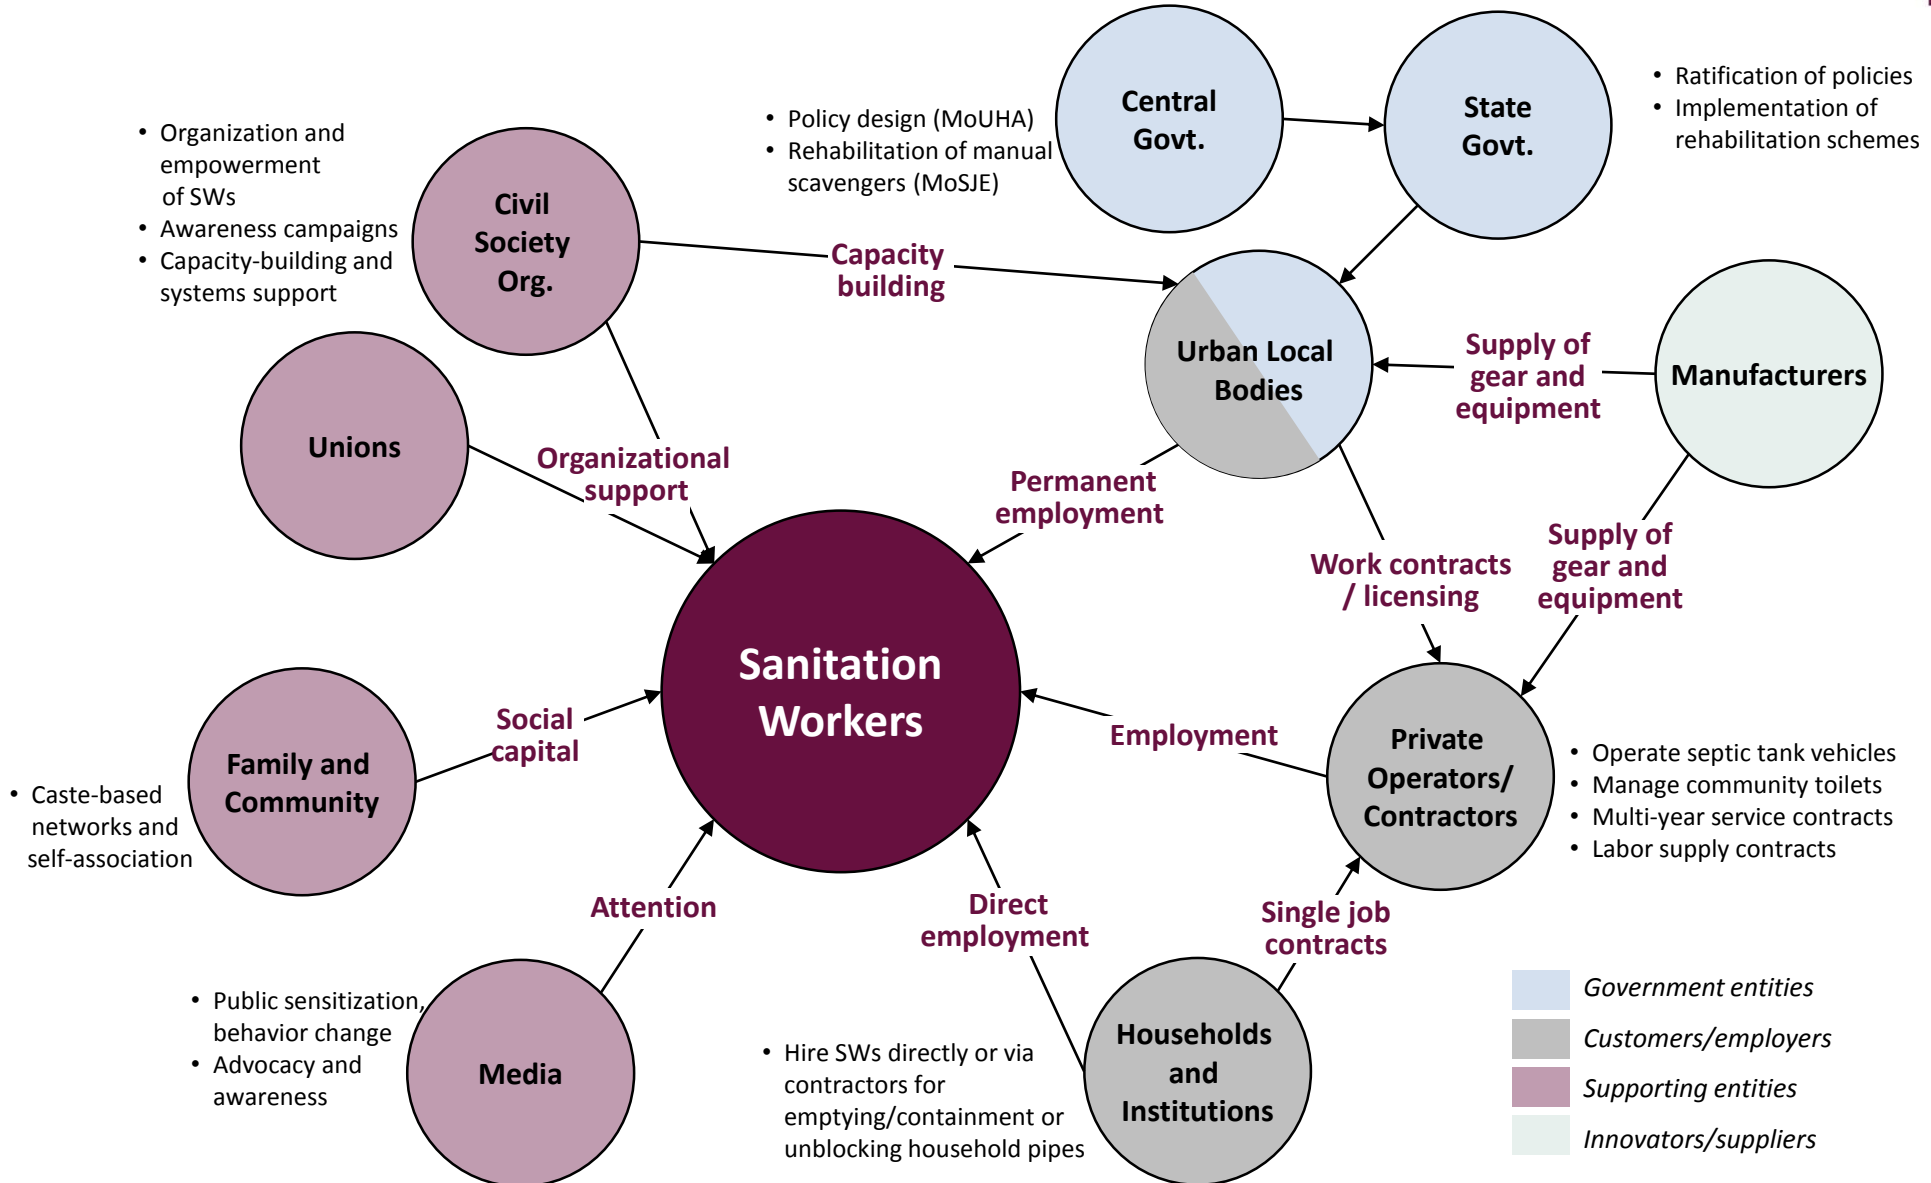 Central
Govt.
State
Govt.
• Ratification of policies
• Implementation of
rehabilitation schemes
• Policy design (MoUHA)
• Rehabilitation of manual
scavengers (MoSJE)
• Organization and
empowerment
of SWs
• Awareness campaigns
• Capacity-building and
systems support
Civil
Society
Org.
Capacity
building
Urban Local
Bodies
Supply of
gear and
equipment
Manufacturers
Unions
Organizational
support
Permanent
employment
Work contracts
/ licensing
Supply of
gear and
equipment
Sanitation
Workers
Social
capital
Family and
Community
• Caste-based
networks and
self-association
Employment
Private
Operators/
Contractors
• Operate septic tank vehicles
• Manage community toilets
• Multi-year service contracts
• Labor supply contracts
Attention
Direct
employment
Single job
contracts
• Public sensitization,
behavior change
• Advocacy and
awareness
Media
• Hire SWs directly or via
contractors for
emptying/containment or
unblocking household pipes
Households
and
Institutions
Government entities
Customers/employers
Supporting entities
Innovators/suppliers